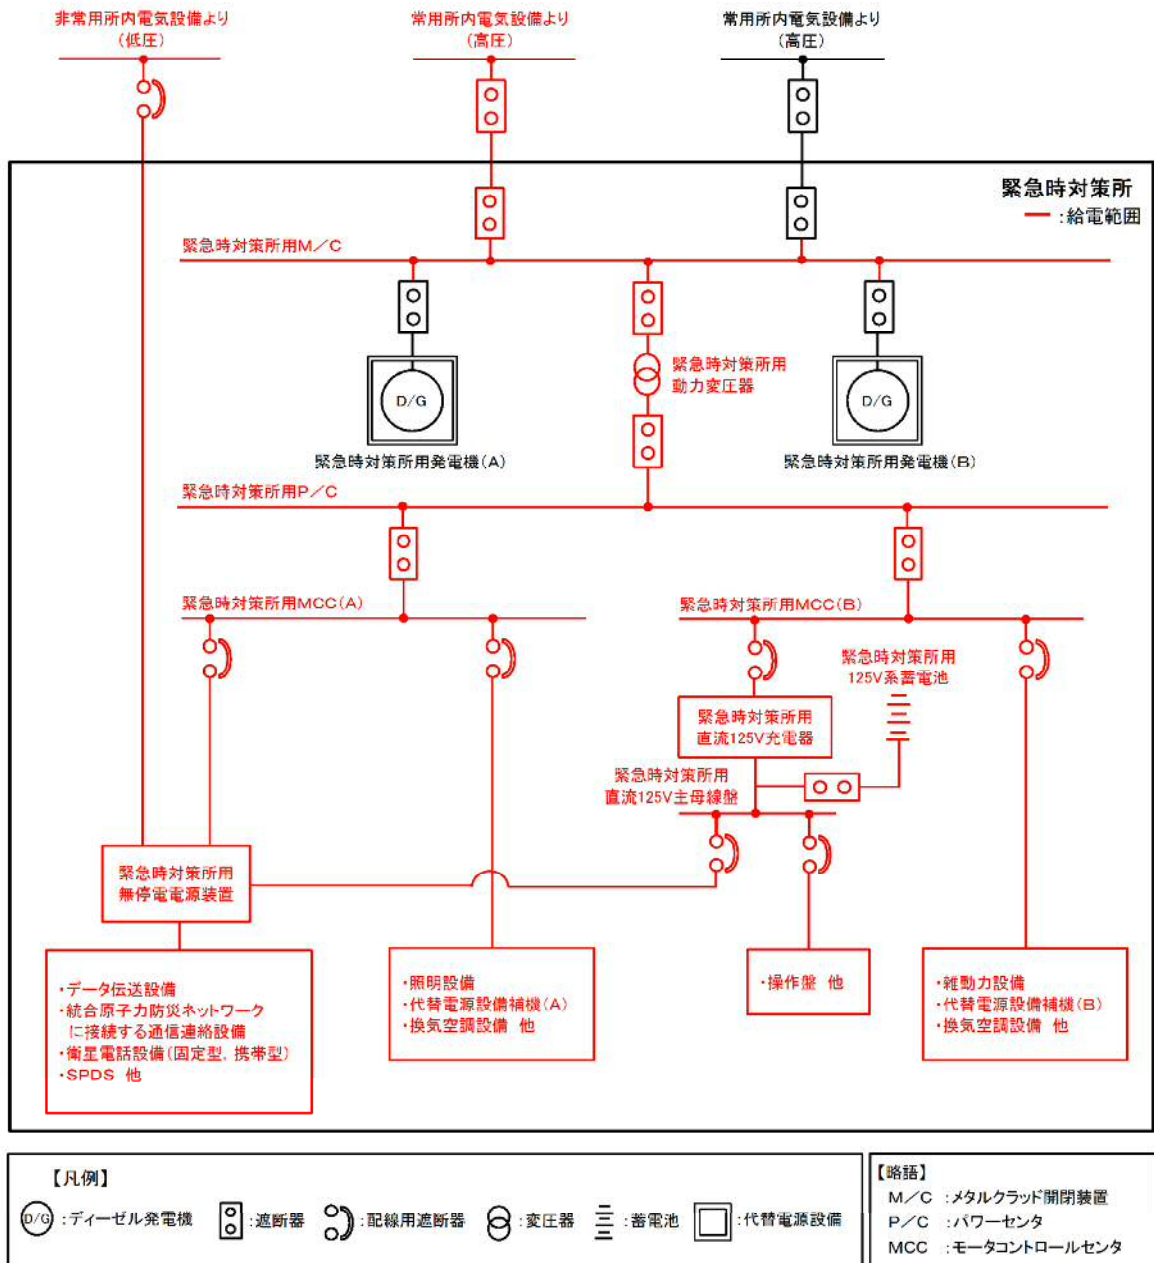 非常用所内電気設備より
(低圧)
常用所内電気設備より
(高圧)
常用所内電気設備より
(高圧)
緊急時対策所
:給電範囲
緊急時対策所用M/C
緊急時対策所用
動力変圧器
D/G
D/G
緊急時対策所用発電機(A)
緊急時対策所用発電機(B)
緊急時対策所用P/C
緊急時対策所用MCC(A)
緊急時対策所用MCC(B)
緊急時対策所用
125V系蓄電池
緊急時対策所用
直流125V充電器
緊急時対策所用
直流125V主母線盤
緊急時対策所用
無停電電源装置
・データ伝送設備
・統合原子力防災ネットワーク
に接続する通信連絡設備
・衛星電話設備(固定型, 携帯型)
・SPDS 他
・照明設備
・代替電源設備補機(A)
・換気空調設備 他
・操作盤 他
・雑動力設備
・代替電源設備補機(B)
・換気空調設備 他
【凡例】
D/G :ディーゼル発電機
:遮断器
:配線用遮断器
:変圧器
:蓄電池
:代替電源設備
【略語】
M/C :メタルクラッド開閉装置
P/C :パワーセンタ
MCC :モータコントロールセンタ